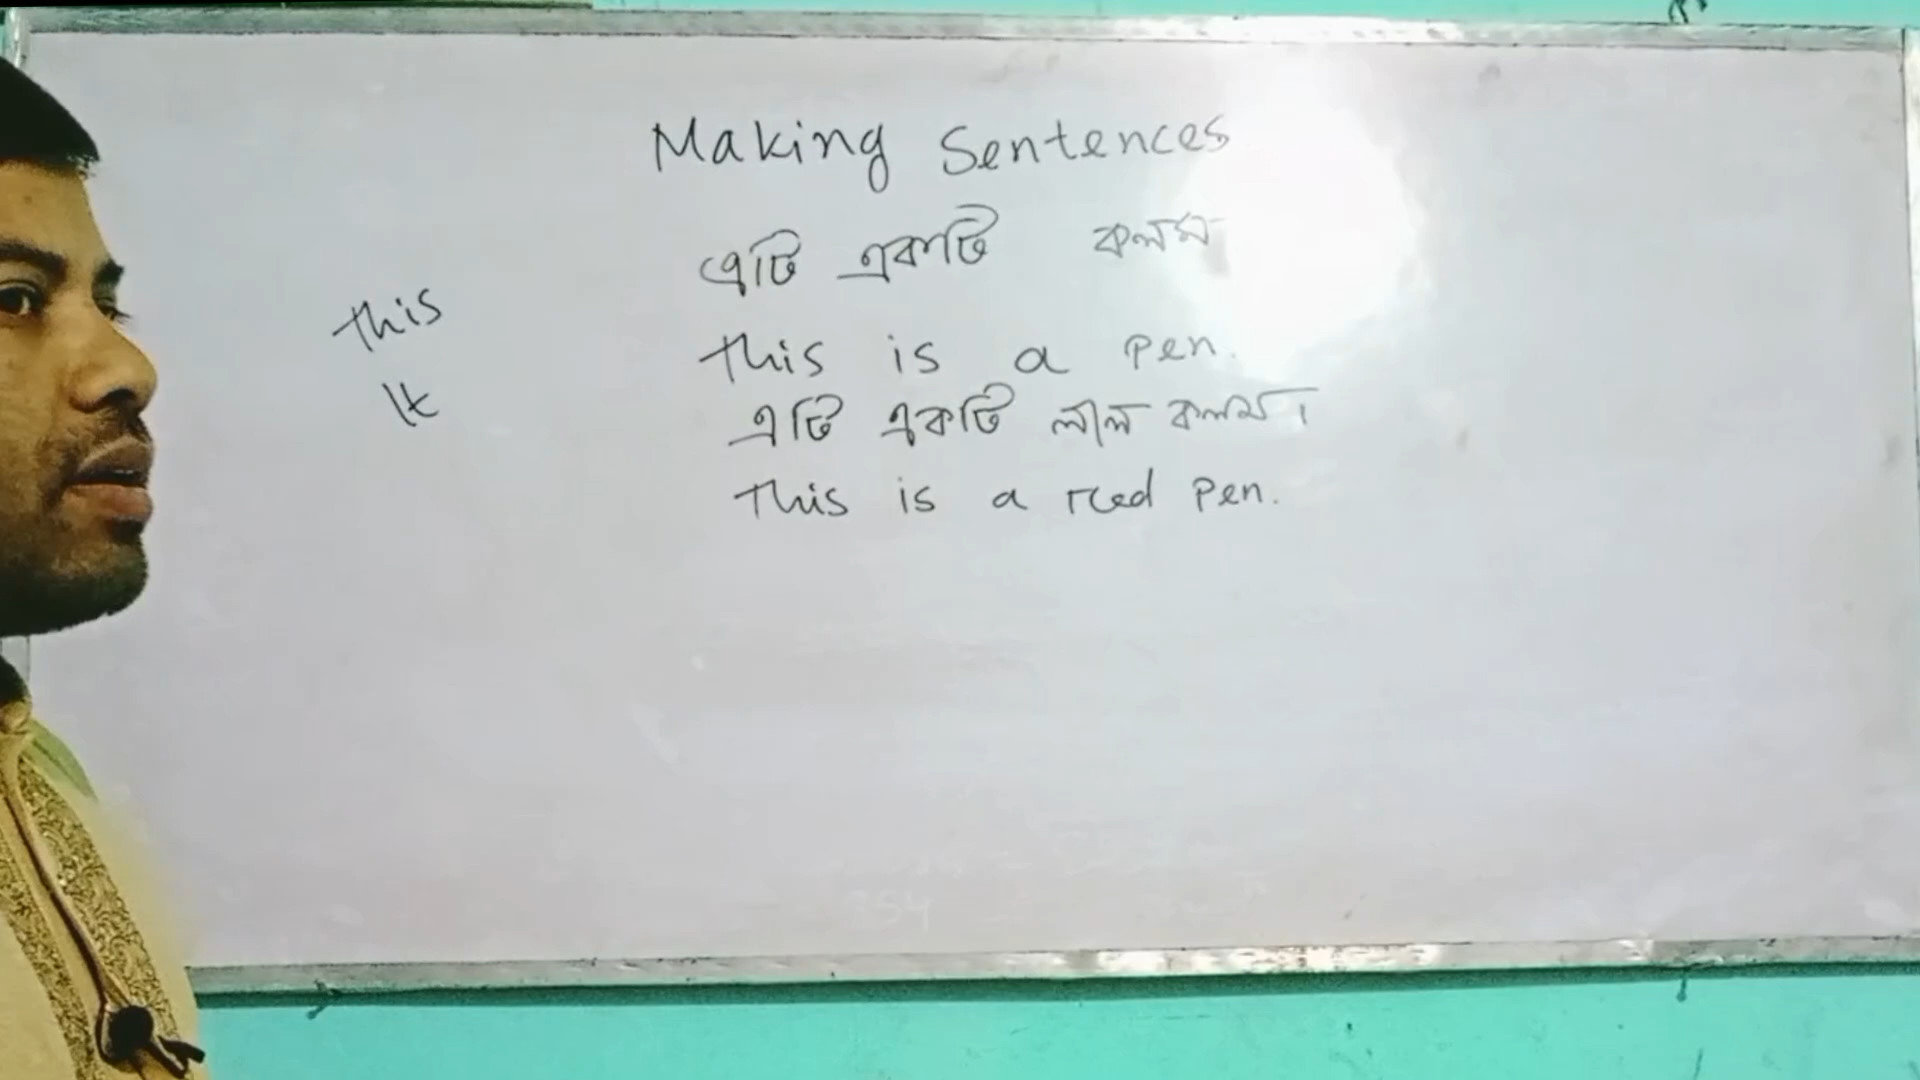 Making Sentences
এটি একটি কলম
This
This is a pen.
It
এটি একটি লাল কলম।
This is a red pen.